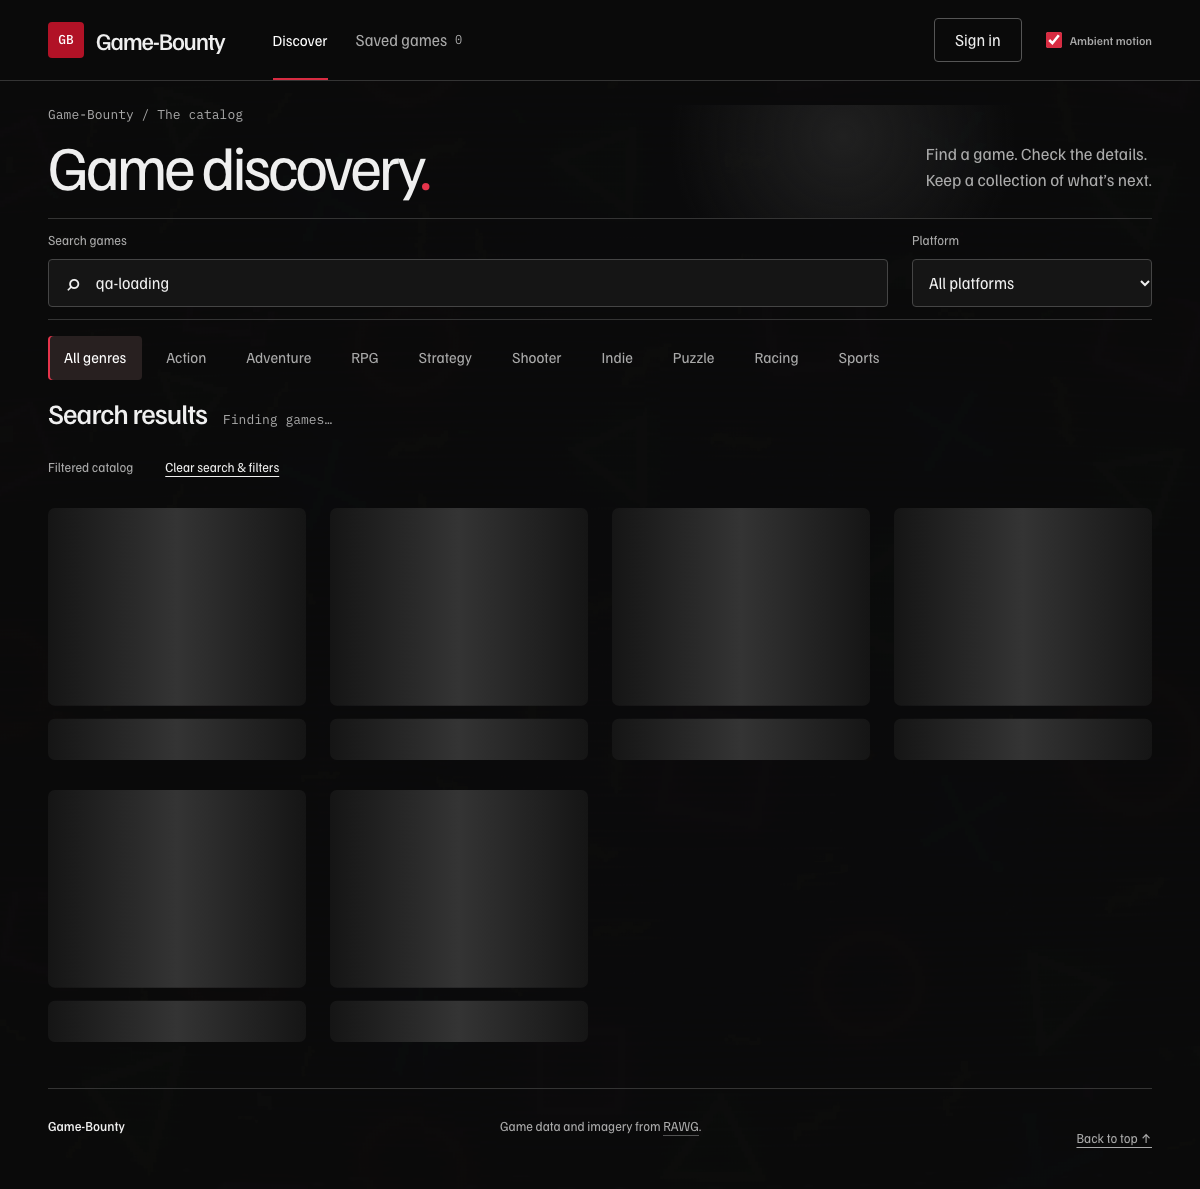 GB
Game-Bounty
Discover
Saved games 0
Sign in
Ambient motion
Game-Bounty / The catalog
Game discovery.
Find a game. Check the details.
Keep a collection of what’s next.
Search games
Platform
qa-loading
All platforms
All genres
Action
Adventure
RPG
Strategy
Shooter
Indie
Puzzle
Racing
Sports
Search results
Finding games…
Filtered catalog
Clear search & filters
Game-Bounty
Game data and imagery from RAWG.
Back to top ↑